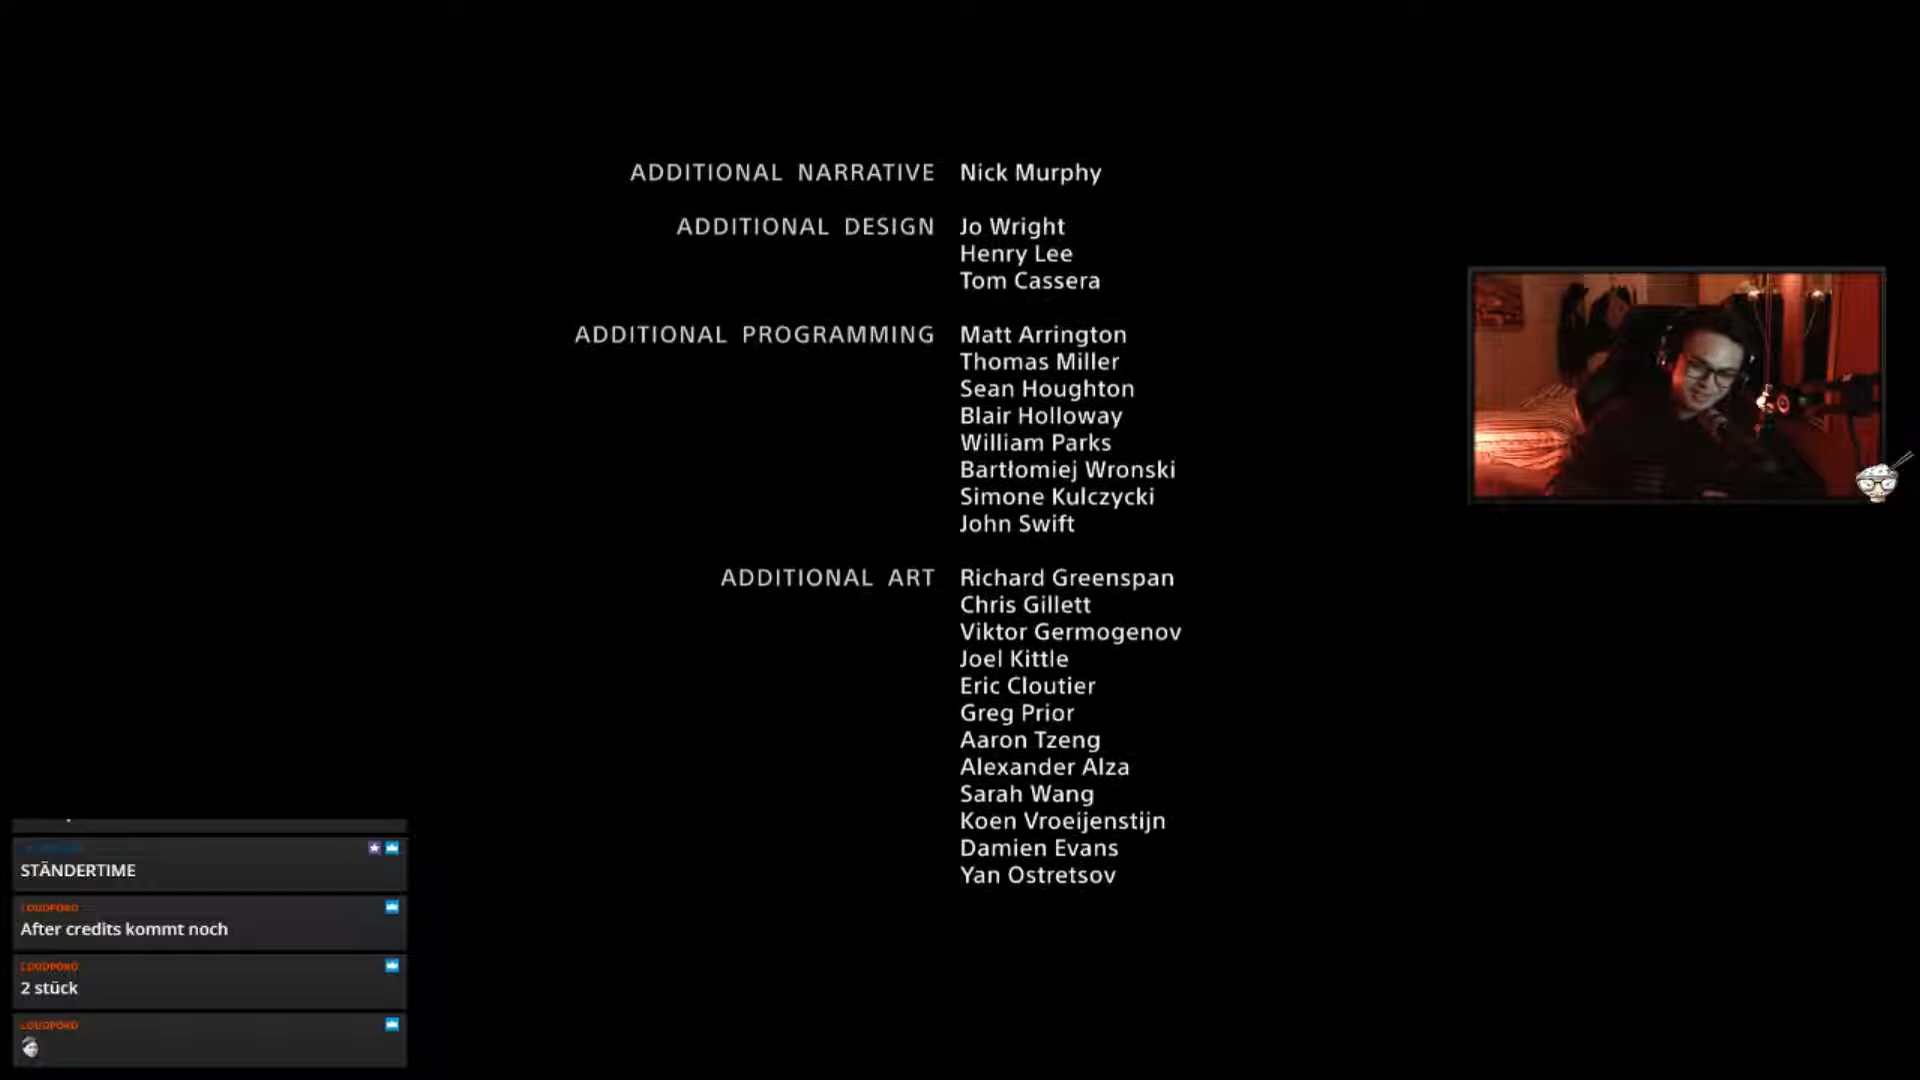 ADDITIONAL NARRATIVE Nick Murphy
ADDITIONAL DESIGN Jo Wright
Henry Lee
Tom Cassera
ADDITIONAL PROGRAMMING Matt Arrington
Thomas Miller
Sean Houghton
Blair Holloway
William Parks
Bartłomiej Wronski
Simone Kulczycki
John Swift
ADDITIONAL ART Richard Greenspan
Chris Gillett
Viktor Germogenov
Joel Kittle
Eric Cloutier
Greg Prior
Aaron Tzeng
Alexander Alza
Sarah Wang
Koen Vroeijenstijn
Damien Evans
Yan Ostretsov
STÄNDERTIME
After credits kommt noch
2 stück